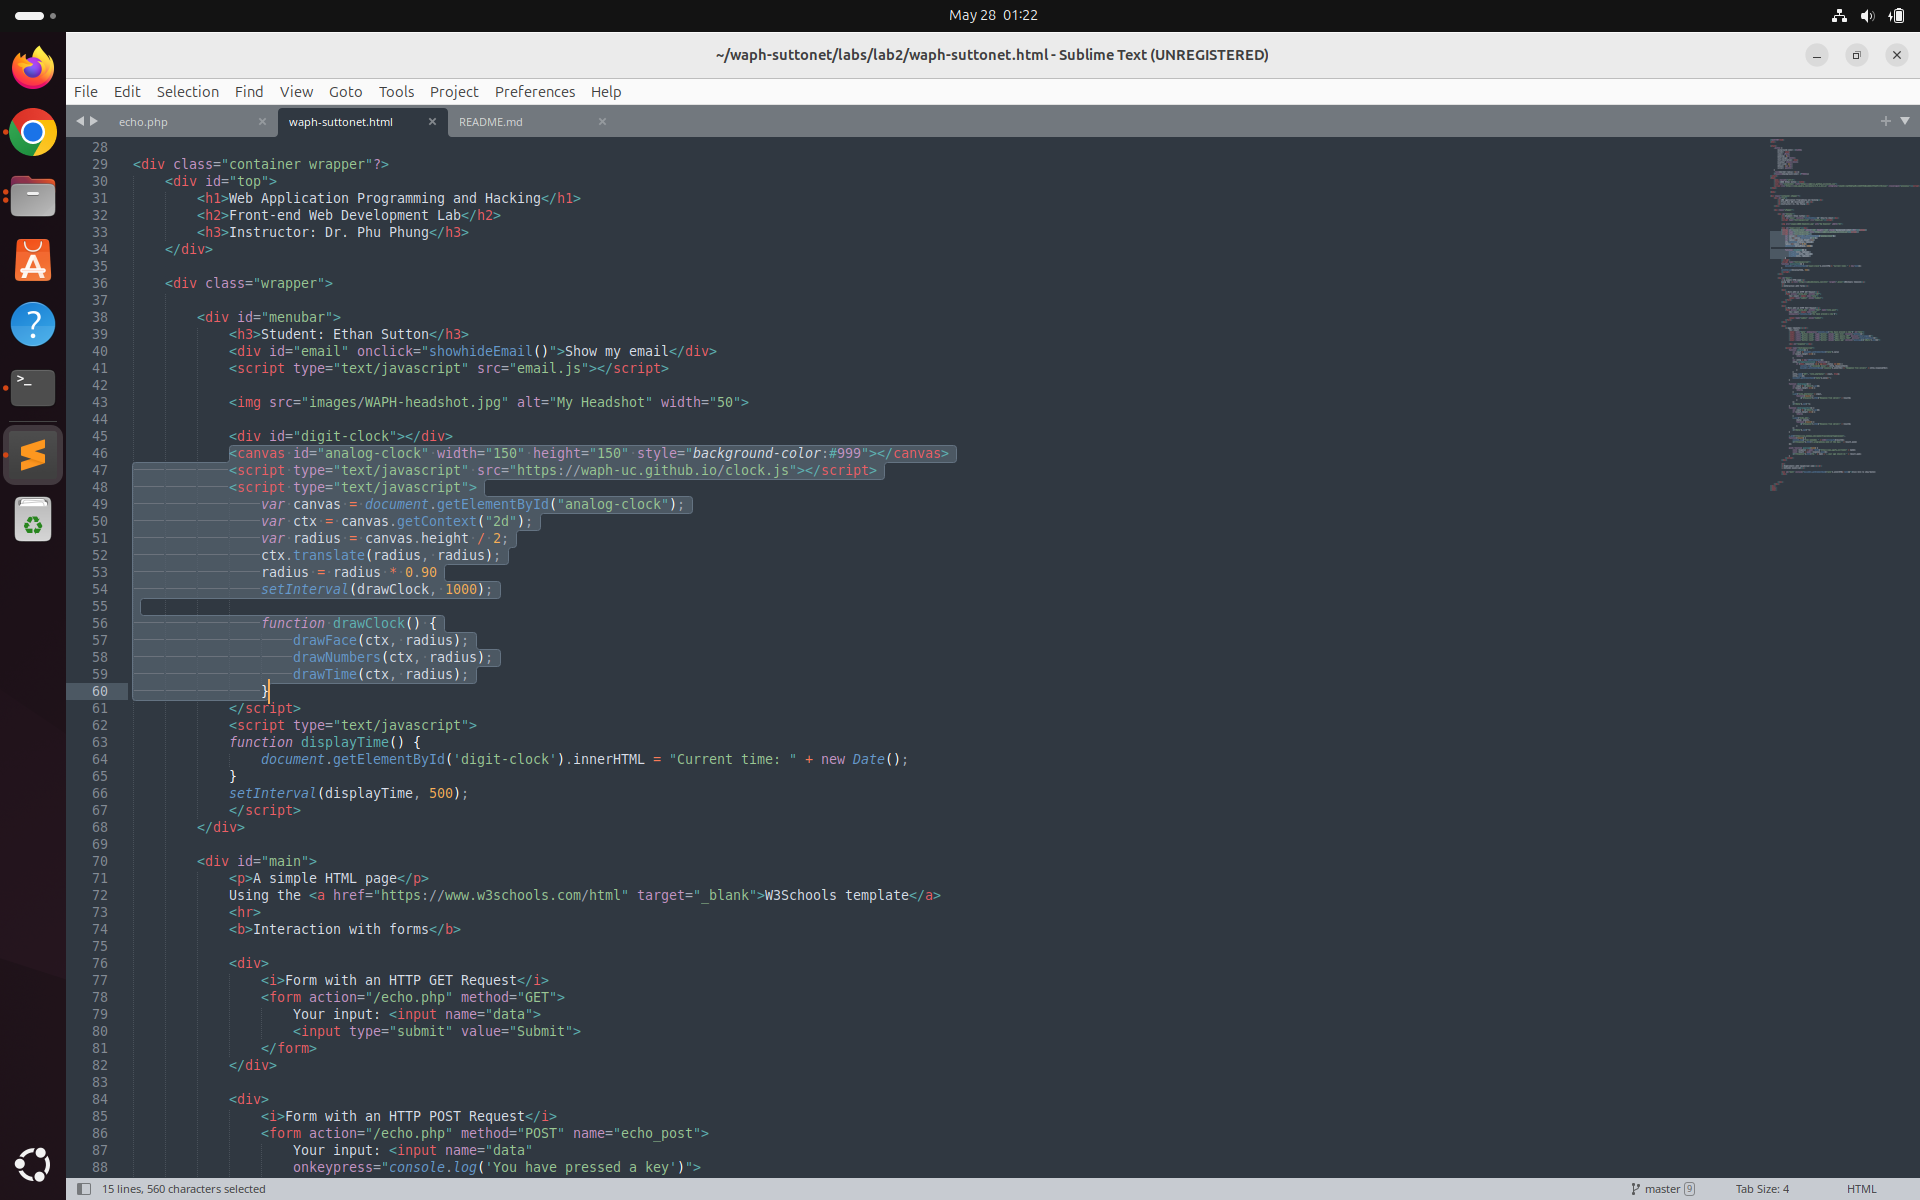 May 28 01:22
~/waph-suttonet/labs/lab2/waph-suttonet.html - Sublime Text (UNREGISTERED)
File Edit Selection Find View Goto Tools Project Preferences Help
echo.php waph-suttonet.html README.md
28
29 <div class="container wrapper"?>
30 <div id="top">
31 <h1>Web Application Programming and Hacking</h1>
32 <h2>Front-end Web Development Lab</h2>
33 <h3>Instructor: Dr. Phu Phung</h3>
34 </div>
35
36 <div class="wrapper">
37
38 <div id="menubar">
39 <h3>Student: Ethan Sutton</h3>
40 <div id="email" onclick="showhideEmail()">Show my email</div>
41 <script type="text/javascript" src="email.js"></script>
42
43 <img src="images/WAPH-headshot.jpg" alt="My Headshot" width="50">
44
45 <div id="digit-clock"></div>
46 <canvas id="analog-clock" width="150" height="150" style="background-color:#999"></canvas>
47 <script type="text/javascript" src="https://waph-uc.github.io/clock.js"></script>
48 <script type="text/javascript">
49 var canvas = document.getElementById("analog-clock");
50 var ctx = canvas.getContext("2d");
51 var radius = canvas.height / 2;
52 ctx.translate(radius, radius);
53 radius = radius * 0.90
54 setInterval(drawClock, 1000);
55
56 function drawClock() {
57 drawFace(ctx, radius);
58 drawNumbers(ctx, radius);
59 drawTime(ctx, radius);
60 }
61 </script>
62 <script type="text/javascript">
63 function displayTime() {
64 document.getElementById('digit-clock').innerHTML = "Current time: " + new Date();
65 }
66 setInterval(displayTime, 500);
67 </script>
68 </div>
69
70 <div id="main">
71 <p>A simple HTML page</p>
72 Using the <a href="https://www.w3schools.com/html" target="_blank">W3Schools template</a>
73 <hr>
74 <b>Interaction with forms</b>
75
76 <div>
77 <i>Form with an HTTP GET Request</i>
78 <form action="/echo.php" method="GET">
79 Your input: <input name="data">
80 <input type="submit" value="Submit">
81 </form>
82 </div>
83
84 <div>
85 <i>Form with an HTTP POST Request</i>
86 <form action="/echo.php" method="POST" name="echo_post">
87 Your input: <input name="data"
88 onkeypress="console.log('You have pressed a key')">
15 lines, 560 characters selected master 9 Tab Size: 4 HTML